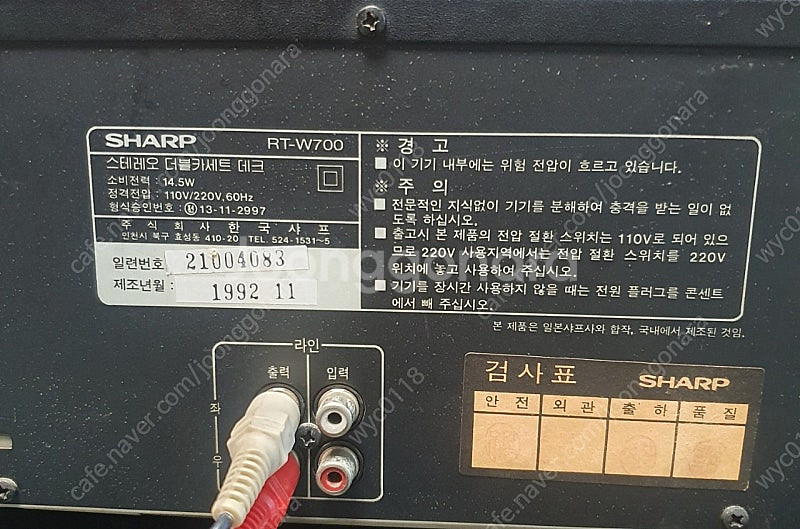 SHARP RT-W700
스테레오 더블카세트 데크
소비전력 : 14.5W
정격전압 : 110V/220V, 60Hz
형식승인번호 : 13-11-2997
주 식 회 사 한 국 샤 프
인천시 북구 효성동 410-20 TEL. 524-1531~5
일련번호 21004083
제조년월 : 1992 11
※ 경 고
■ 이 기기 내부에는 위험 전압이 흐르고 있습니다.
※ 주 의
■ 전문적인 지식없이 기기를 분해하여 충격을 받는 일이 없
도록 하십시오.
■ 출고시 본 제품의 전압 절환 스위치는 110V로 되어 있으
므로 220V 사용지역에서는 전압 절환 스위치를 220V
위치에 놓고 사용하여 주십시오.
■ 기기를 장시간 사용하지 않을 때는 전원 플러그를 콘센트
에서 빼 주십시오.
본 제품은 일본샤프사와 합작, 국내에서 제조된 것임.
라인
출력 입력
좌
우
검사표 SHARP
안전 외관 출하 품질
cafe.naver.com/joonggonara
wyc0118
joonggonara